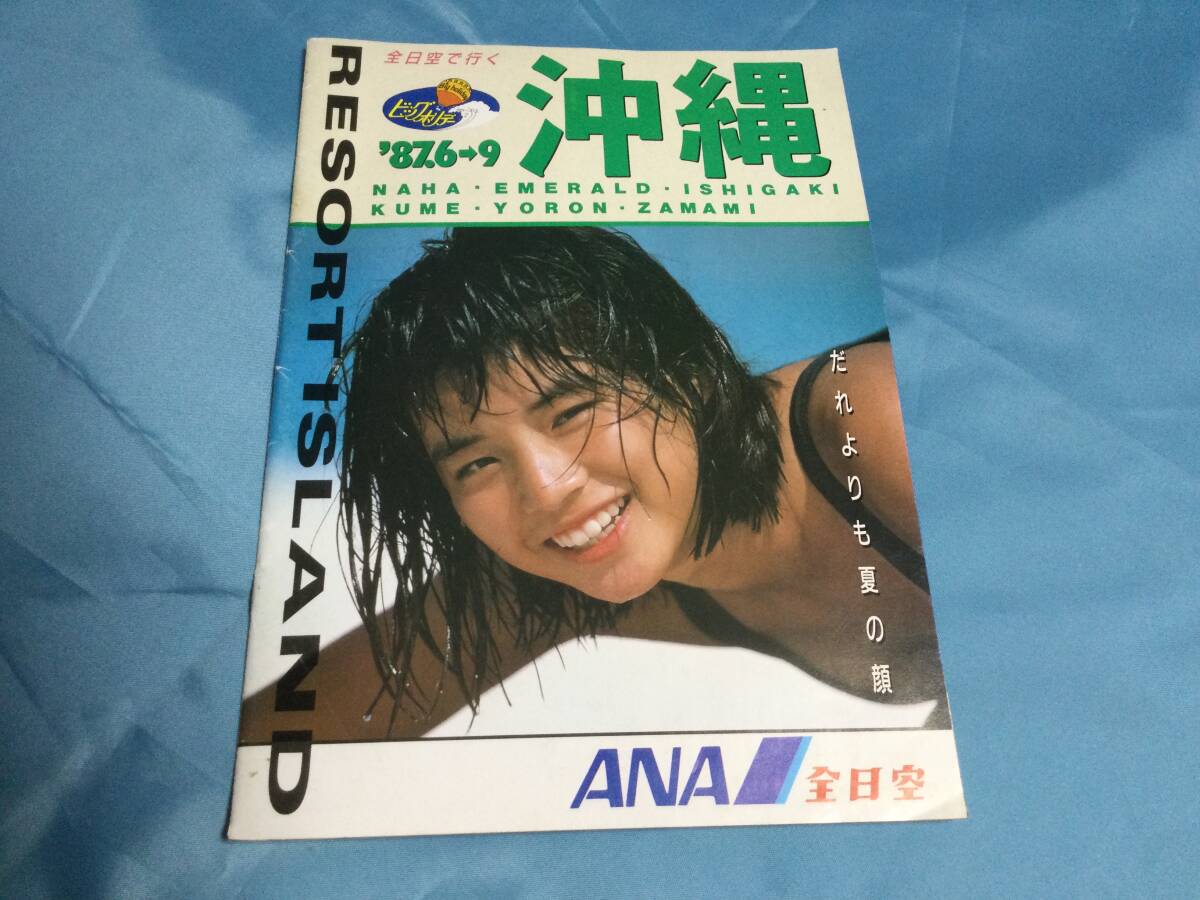 RESORT ISLAND
全日空で行く
ビッグホリデー
沖縄
'87.6→9
NAHA・EMERALD・ISHIGAKI
KUME・YORON・ZAMAMI
だれよりも夏の顔
ANA 全日空